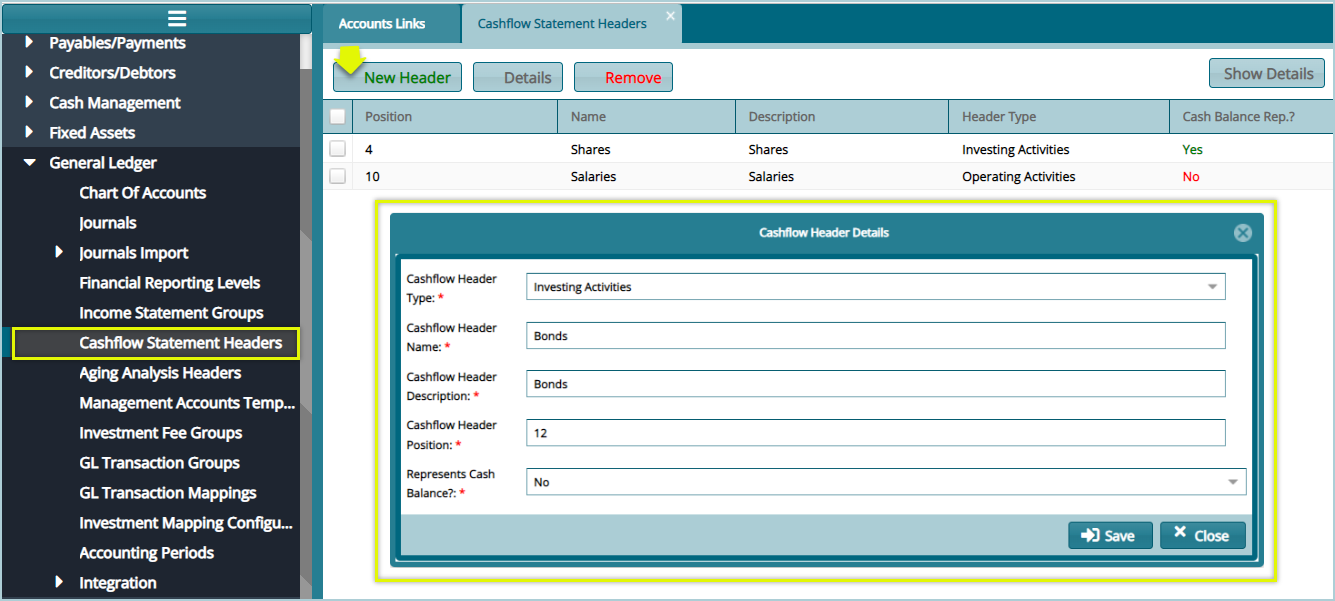 Payables/Payments
Creditors/Debtors
Cash Management
Fixed Assets
General Ledger
Chart Of Accounts
Journals
Journals Import
Financial Reporting Levels
Income Statement Groups
Cashflow Statement Headers
Aging Analysis Headers
Management Accounts Temp...
Investment Fee Groups
GL Transaction Groups
GL Transaction Mappings
Investment Mapping Configu...
Accounting Periods
Integration
Accounts Links Cashflow Statement Headers
New Header Details Remove Show Details
Position Name Description Header Type Cash Balance Rep.?
4 Shares Shares Investing Activities Yes
10 Salaries Salaries Operating Activities No
Cashflow Header Details
Cashflow Header
Type: * Investing Activities
Cashflow Header
Name: * Bonds
Cashflow Header
Description: * Bonds
Cashflow Header
Position: * 12
Represents Cash
Balance?: * No
Save Close